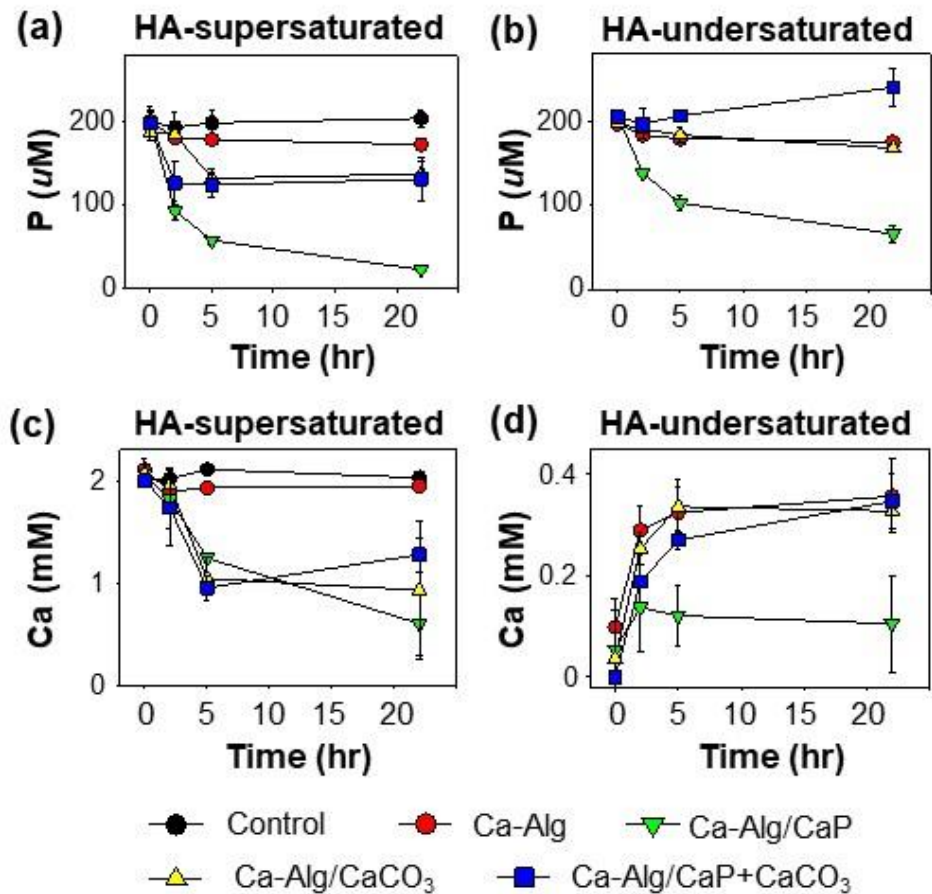 (a) HA-supersaturated
(b) HA-undersaturated
P (uM)
200
100
0
0 5 10 15 20
Time (hr)
P (uM)
200
100
0
0 5 10 15 20
Time (hr)
(c) HA-supersaturated
(d) HA-undersaturated
Ca (mM)
2
1
0
0 5 10 15 20
Time (hr)
Ca (mM)
0.4
0.2
0
0 5 10 15 20
Time (hr)
Control Ca-Alg Ca-Alg/CaP
Ca-Alg/CaCO₃ Ca-Alg/CaP+CaCO₃